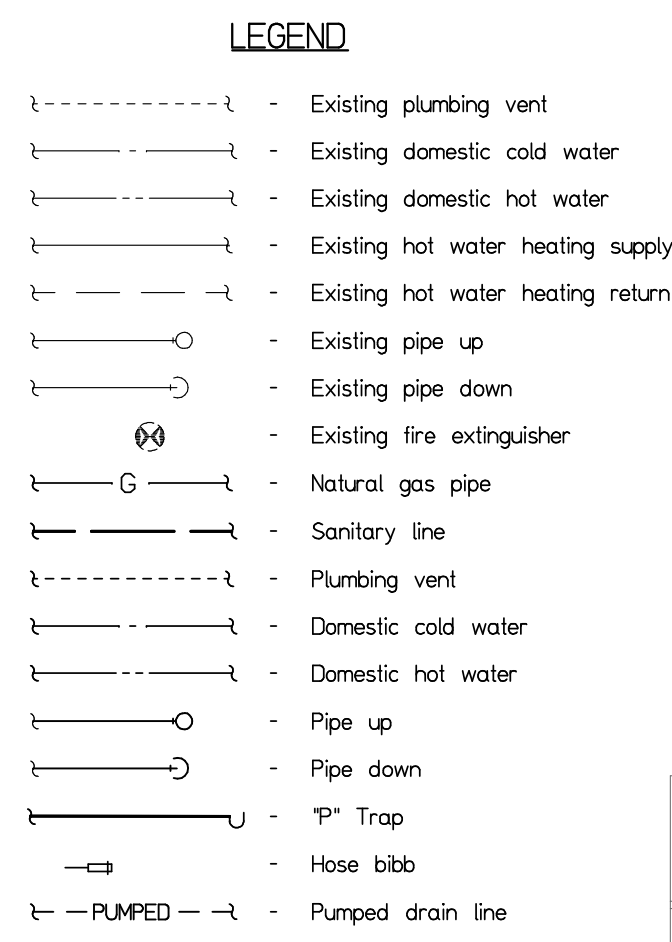 LEGEND
- Existing plumbing vent
- Existing domestic cold water
- Existing domestic hot water
- Existing hot water heating supply
- Existing hot water heating return
- Existing pipe up
- Existing pipe down
- Existing fire extinguisher
G - Natural gas pipe
- Sanitary line
- Plumbing vent
- Domestic cold water
- Domestic hot water
- Pipe up
- Pipe down
- "P" Trap
- Hose bibb
PUMPED - Pumped drain line